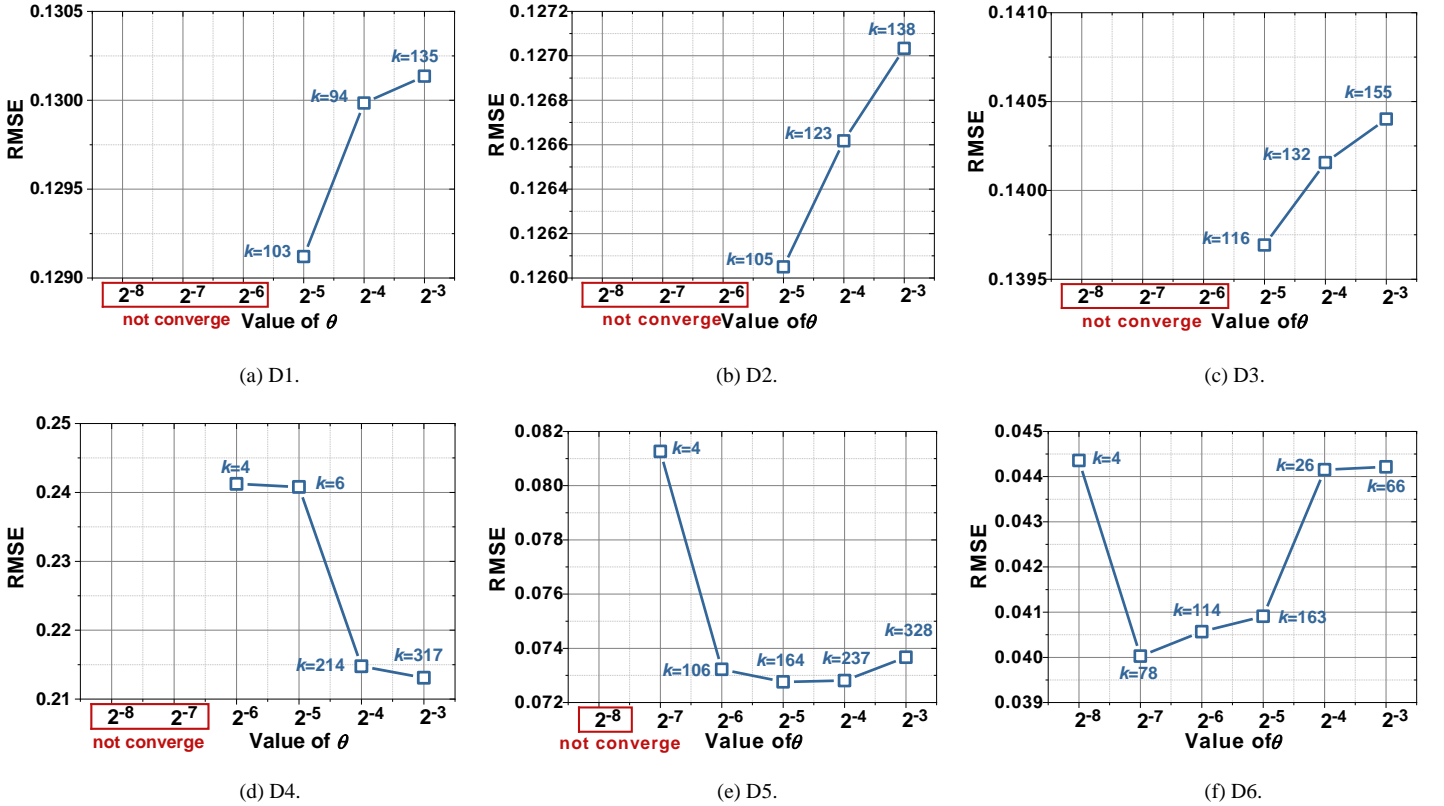 0.1305
0.1300
0.1295
0.1290
RMSE
k=135
k=94
k=103
2-8 2-7 2-6 2-5 2-4 2-3
not converge Value of θ
(a) D1.
0.1272
0.1270
0.1268
0.1266
0.1264
0.1262
0.1260
RMSE
k=138
k=123
k=105
2-8 2-7 2-6 2-5 2-4 2-3
not converge Value of θ
(b) D2.
0.1410
0.1405
0.1400
0.1395
RMSE
k=155
k=132
k=116
2-8 2-7 2-6 2-5 2-4 2-3
not converge Value of θ
(c) D3.
0.25
0.24
0.23
0.22
0.21
RMSE
k=4
k=6
k=214
k=317
2-8 2-7 2-6 2-5 2-4 2-3
not converge Value of θ
(d) D4.
0.082
0.080
0.078
0.076
0.074
0.072
RMSE
k=4
k=106
k=164
k=237
k=328
2-8 2-7 2-6 2-5 2-4 2-3
not converge Value of θ
(e) D5.
0.045
0.044
0.043
0.042
0.041
0.040
0.039
RMSE
k=4
k=78
k=114
k=163
k=26
k=66
2-8 2-7 2-6 2-5 2-4 2-3
Value of θ
(f) D6.